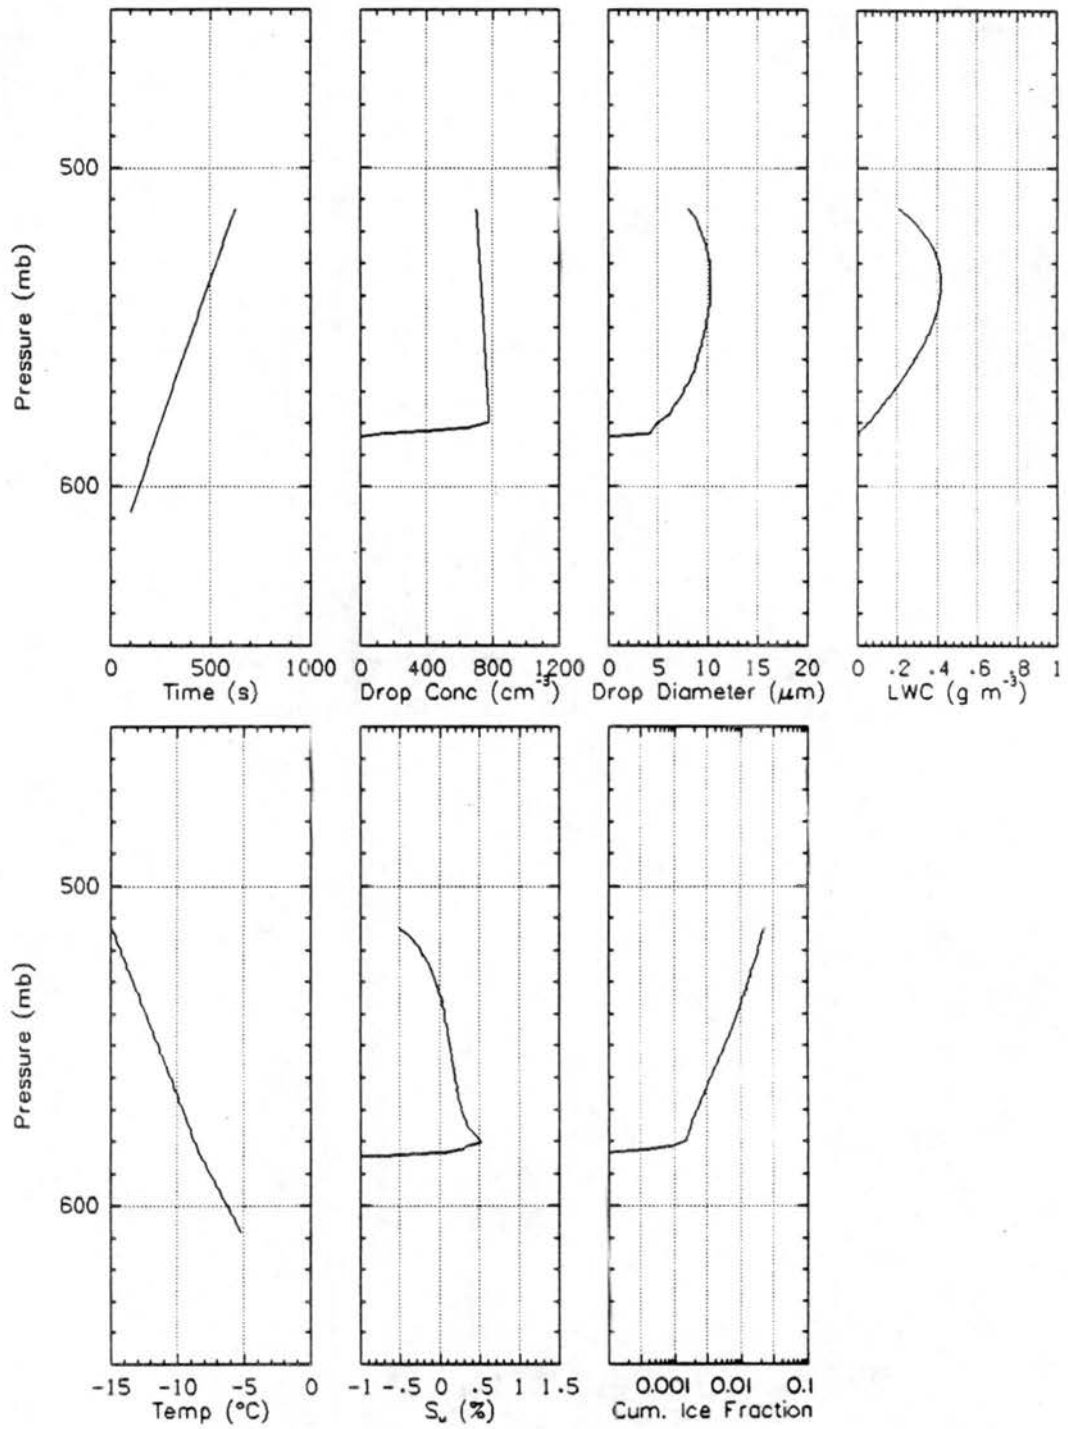 Pressure (mb)
500
600
0 500 1000
Time (s)
0 400 800 1200
Drop Conc (cm⁻³)
0 5 10 15 20
Drop Diameter (μm)
0 .2 .4 .6 .8 1
LWC (g m⁻³)
Pressure (mb)
500
600
-15 -10 -5 0
Temp (°C)
-1 -.5 0 .5 1 1.5
Sw (%)
0.001 0.01 0.1
Cum. Ice Fraction